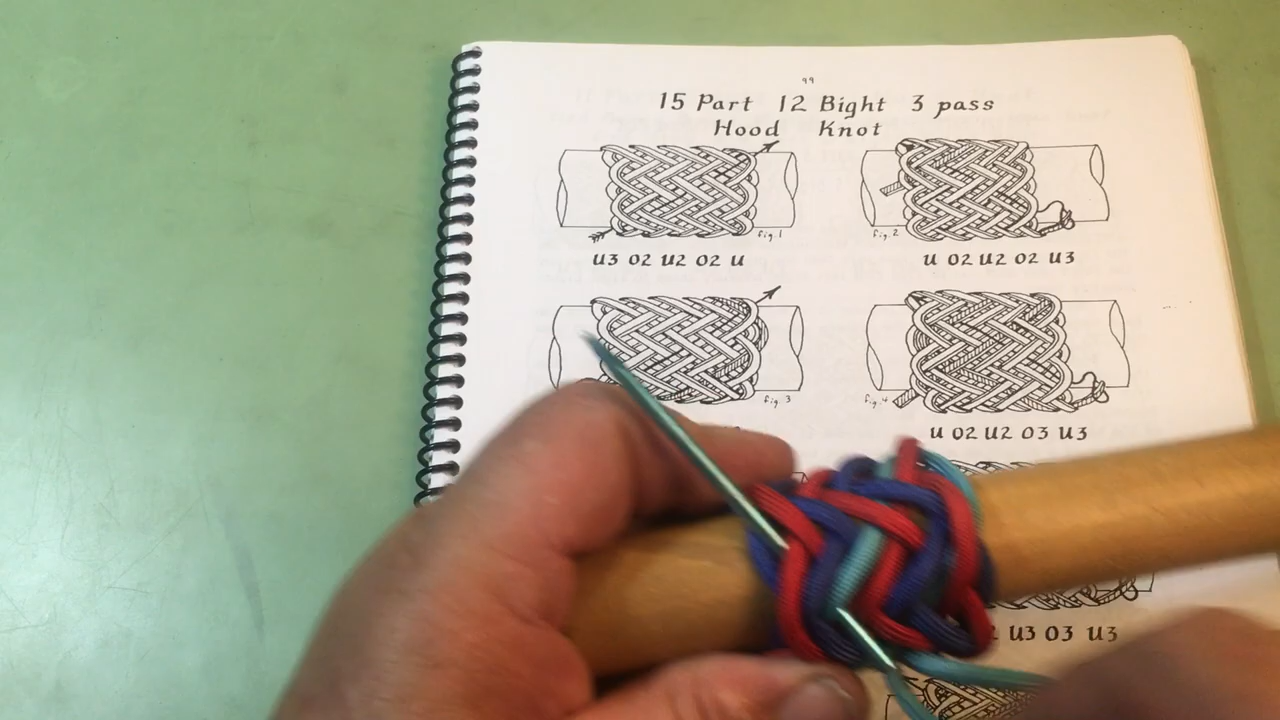 99
15 Part 12 Bight 3 pass
Hood Knot
fig. 1
fig. 2
U3 O2 U2 O2 U
U O2 U2 O2 U3
fig. 3
fig. 4
U O2 U2 O3 U3
U3 O3 U3